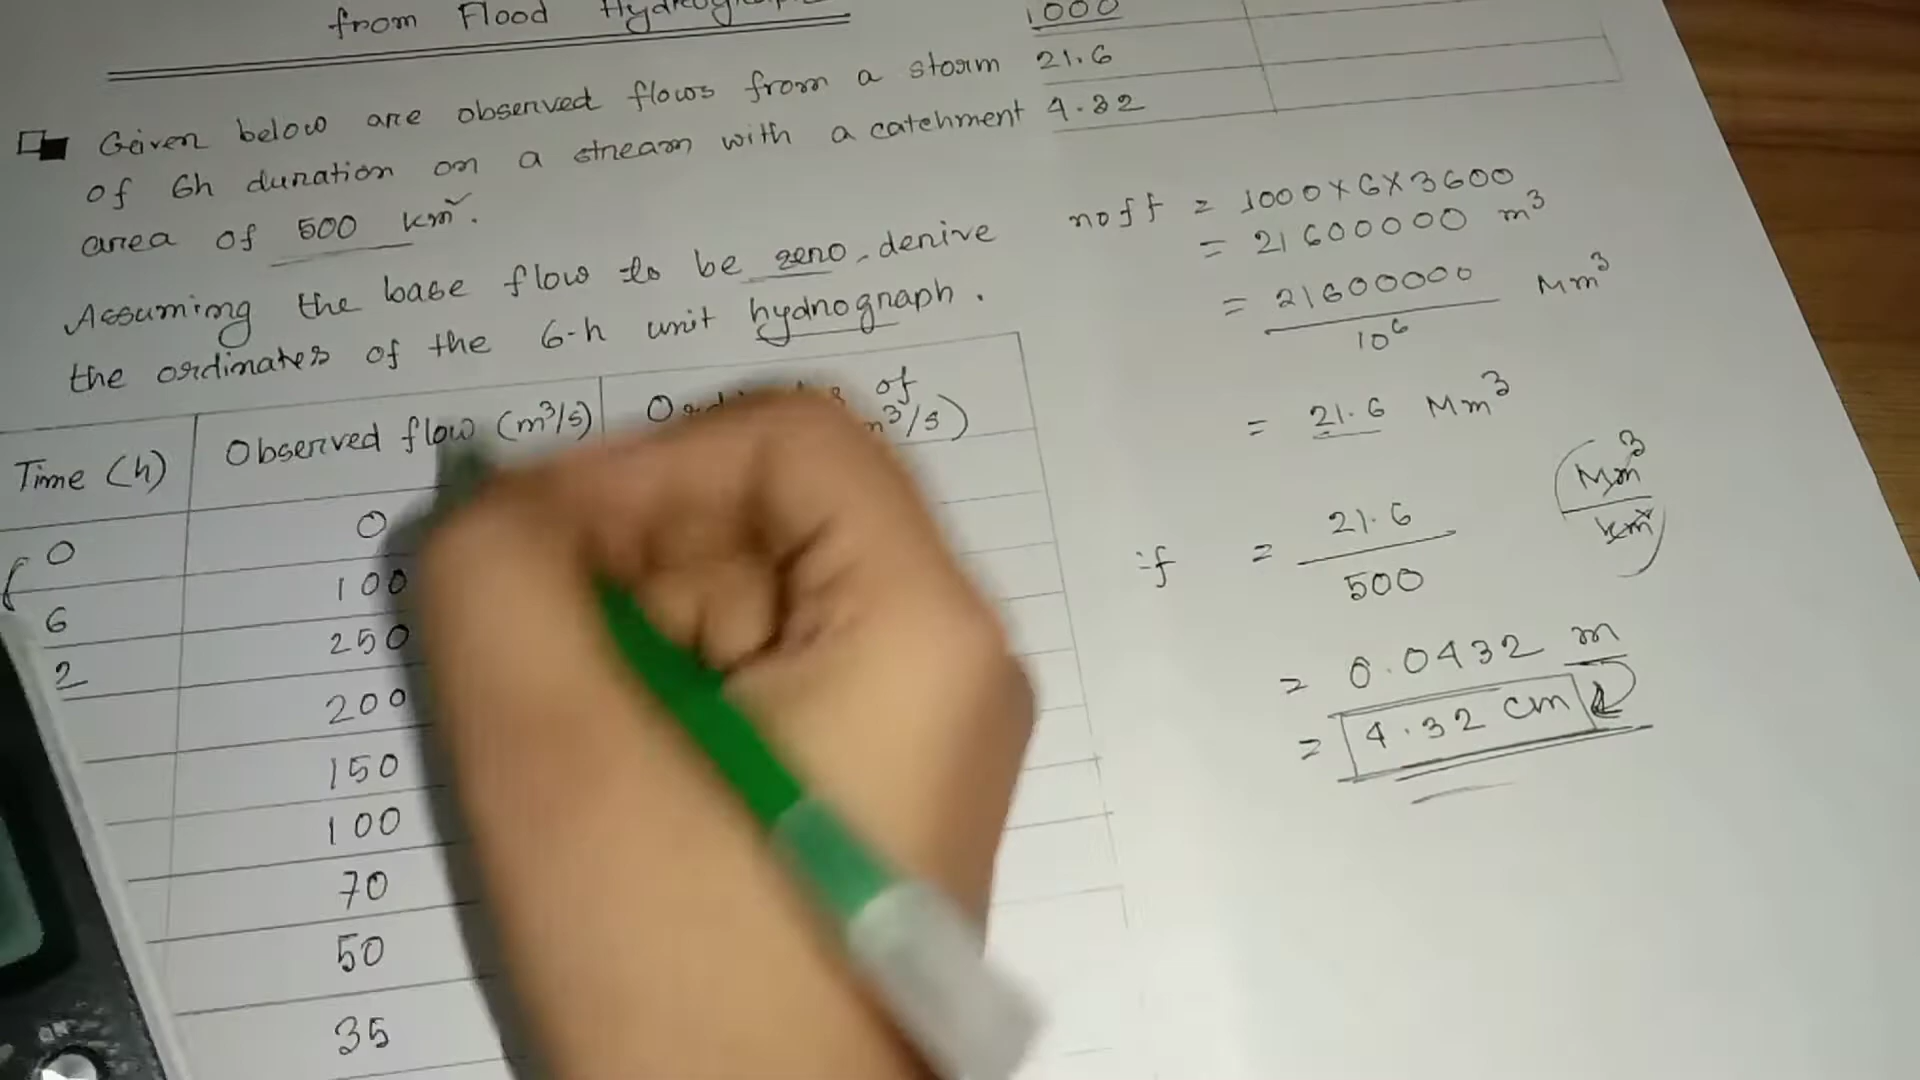 from Flood
Given below are observed flows from a storm
of 6h duration on a stream with a catchment
area of 500 km².
Assuming the base flow to be zero, derive
the ordinates of the 6-h unit hydrograph.
Time (h) Observed flow (m³/s) of
m³/s)
0 0
6 100
2 250
200
150
100
70
50
35
1000
21.6
4.32
noff = 1000×6×3600
= 21600000 m³
= 21600000 / 10⁶ Mm³
= 21.6 Mm³
if = 21.6 / 500 (Mm³ / km²)
= 0.0432 m
= 4.32 cm